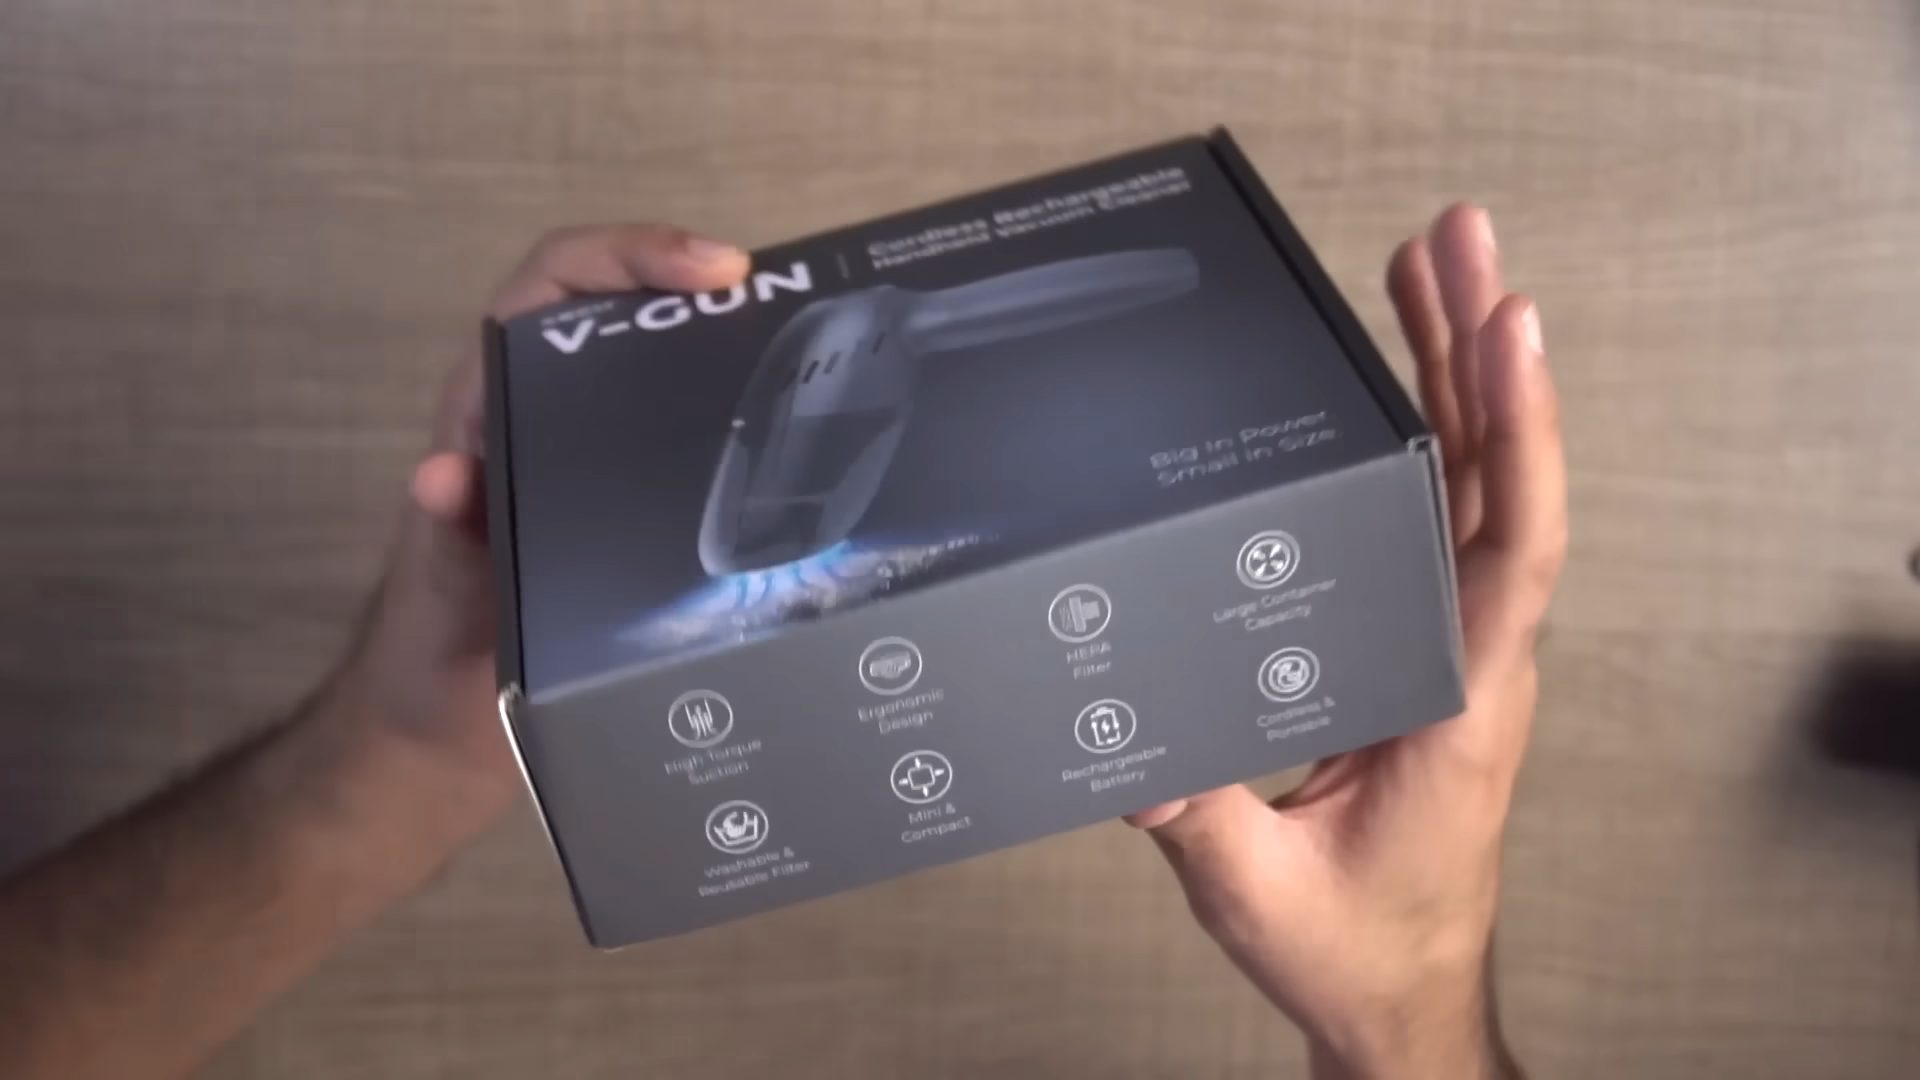 V-GUN
Cordless Rechargeable
Handheld Vacuum Cleaner
Big in Power
Small in Size.
High Torque
Suction
Ergonomic
Design
HEPA
Filter
Large Container
Capacity
Washable &
Reusable Filter
Mini &
Compact
Rechargeable
Battery
Cordless &
Portable